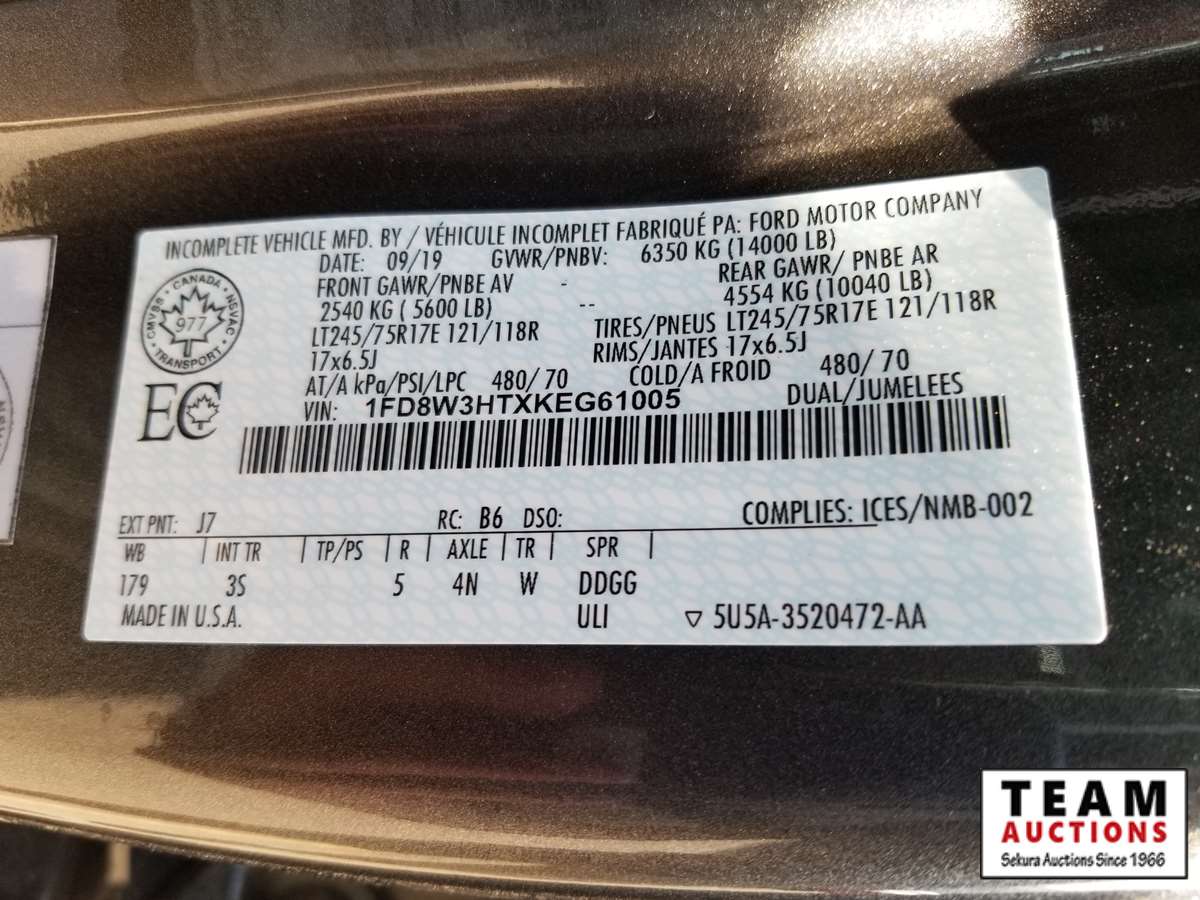 INCOMPLETE VEHICLE MFD. BY / VÉHICULE INCOMPLET FABRIQUÉ PA: FORD MOTOR COMPANY
DATE: 09/19 GVWR/PNBV: 6350 KG (14000 LB)
FRONT GAWR/PNBE AV - REAR GAWR/ PNBE AR
2540 KG ( 5600 LB) -- 4554 KG (10040 LB)
LT245/75R17E 121/118R TIRES/PNEUS LT245/75R17E 121/118R
17x6.5J RIMS/JANTES 17x6.5J
AT/A kPa/PSI/LPC 480/ 70 COLD/A FROID 480/ 70
VIN: 1FD8W3HTXKEG61005 DUAL/JUMELEES
CANADA
CMVSS NSVAC
977
TRANSPORT
EC
EXT PNT: J7 RC: B6 DSO: COMPLIES: ICES/NMB-002
WB | INT TR | TP/PS | R | AXLE | TR | SPR |
179 3S 5 4N W DDGG
MADE IN U.S.A. ULI ▽ 5U5A-3520472-AA
TEAM
AUCTIONS
Sekura Auctions Since 1966